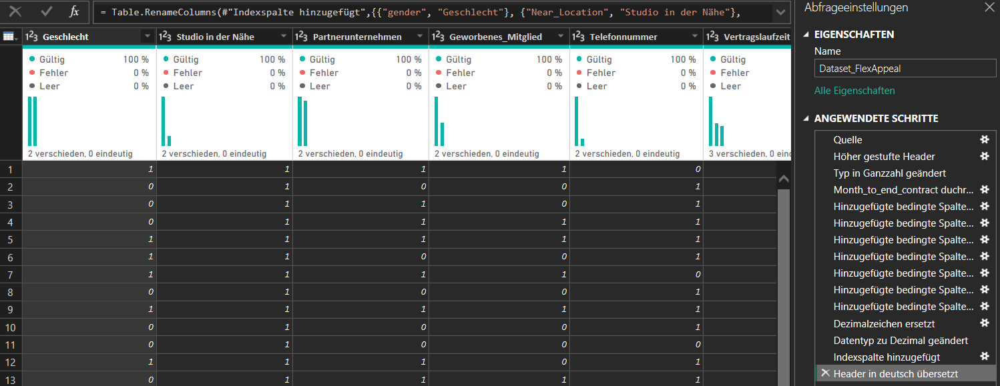 = Table.RenameColumns(#"Indexspalte hinzugefügt",{{"gender", "Geschlecht"}, {"Near_Location", "Studio in der Nähe"},
Abfrageeinstellungen
EIGENSCHAFTEN
Name
Dataset_FlexAppeal
Alle Eigenschaften
ANGEWENDETE SCHRITTE
Quelle
Höher gestufte Header
Typ in Ganzzahl geändert
Month_to_end_contract duchr...
Hinzugefügte bedingte Spalte...
Hinzugefügte bedingte Spalte...
Hinzugefügte bedingte Spalte...
Hinzugefügte bedingte Spalte...
Hinzugefügte bedingte Spalte...
Hinzugefügte bedingte Spalte...
Hinzugefügte bedingte Spalte...
Dezimalzeichen ersetzt
Datentyp zu Dezimal geändert
Indexspalte hinzugefügt
Header in deutsch übersetzt
1²3 Geschlecht 1²3 Studio in der Nähe 1²3 Partnerunternehmen 1²3 Geworbenes_Mitglied 1²3 Telefonnummer 1²3 Vertragslaufzeit
Gültig 100 % Gültig 100 % Gültig 100 % Gültig 100 % Gültig 100 % Gültig
Fehler 0 % Fehler 0 % Fehler 0 % Fehler 0 % Fehler 0 % Fehler
Leer 0 % Leer 0 % Leer 0 % Leer 0 % Leer 0 % Leer
2 verschieden, 0 eindeutig 2 verschieden, 0 eindeutig 2 verschieden, 0 eindeutig 2 verschieden, 0 eindeutig 2 verschieden, 0 eindeutig 3 verschieden, 0 eind
1 1 1 1 1 0
2 0 1 0 0 1
3 0 1 1 0 1
4 0 1 1 1 1
5 1 1 1 1 1
6 1 1 0 0 1
7 1 1 1 1 0
8 0 1 0 0 1
9 1 1 1 1 1
10 0 1 0 0 1
11 0 1 0 0 0
12 1 1 1 0 1
13 0 1 1 1 1